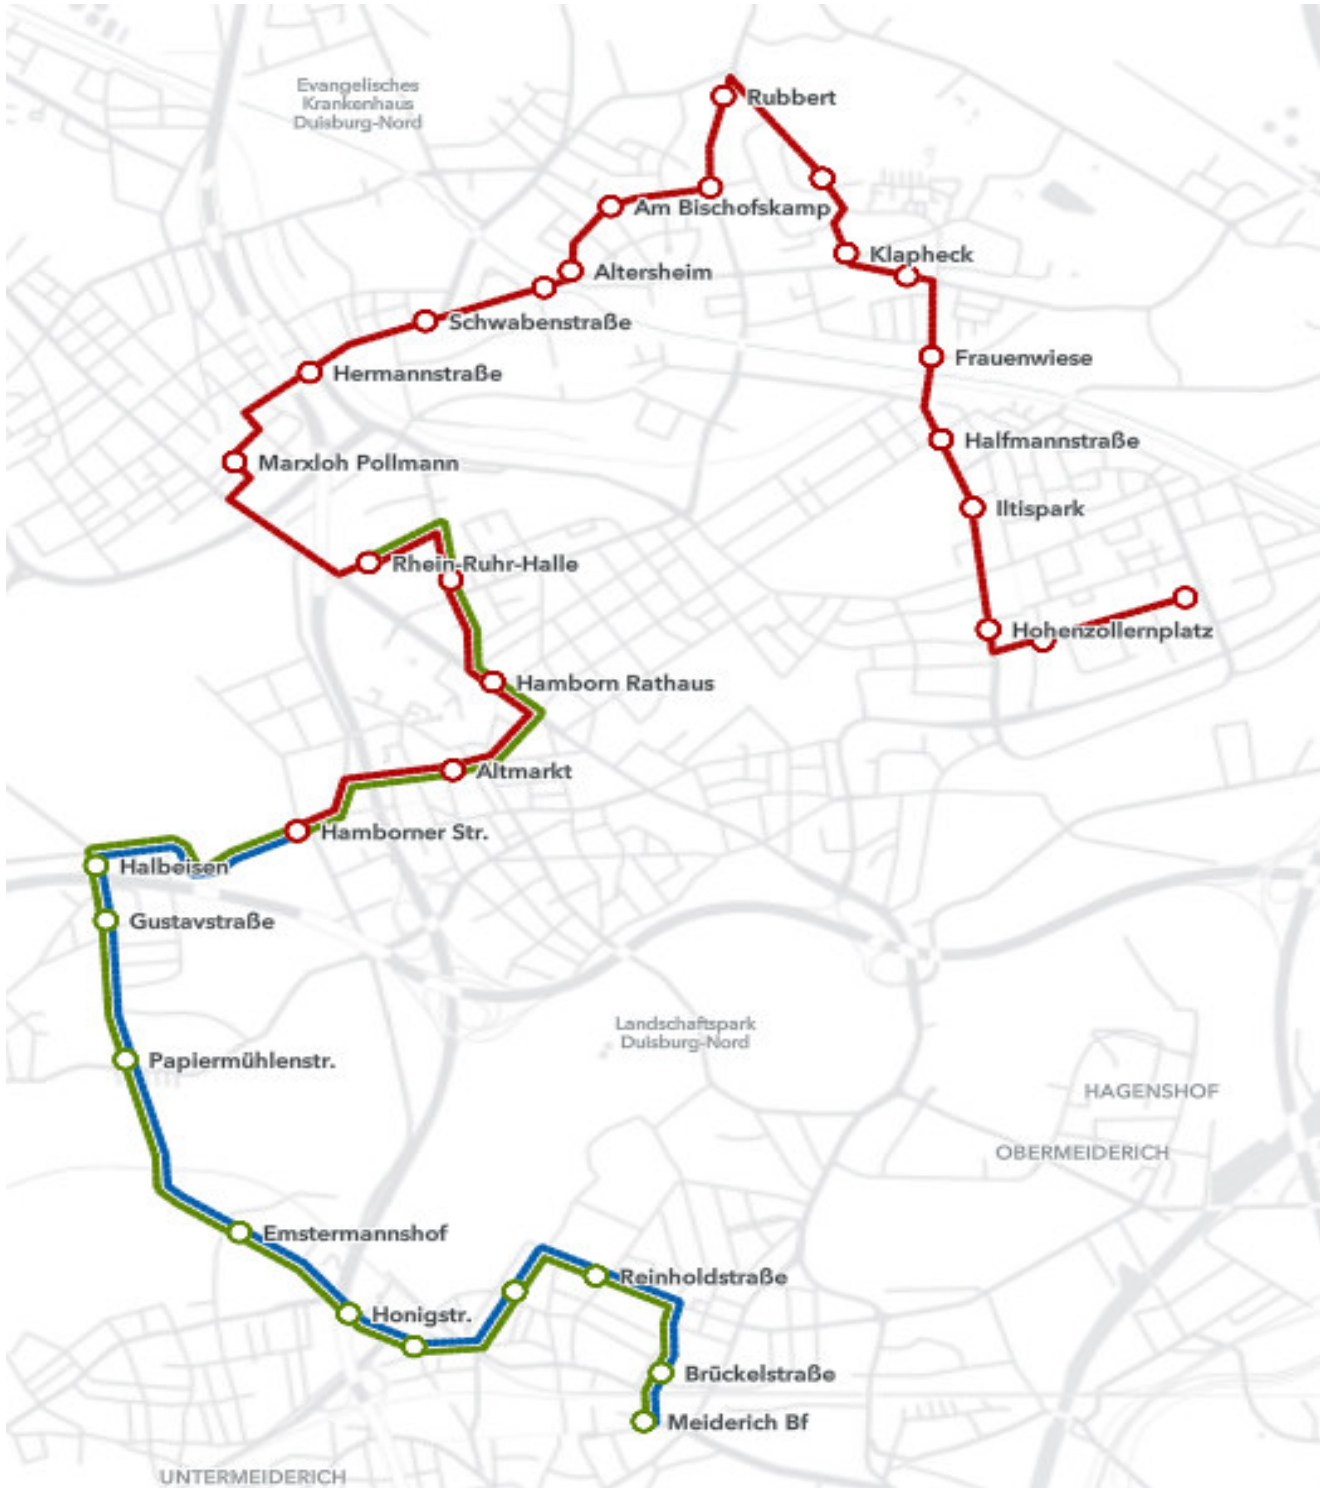 Evangelisches
Krankenhaus
Duisburg-Nord
Rubbert
Am Bischofskamp
Klapheck
Altersheim
Schwabenstraße
Frauenwiese
Hermannstraße
Halfmannstraße
Marxloh Pollmann
Iltispark
Rhein-Ruhr-Halle
Hohenzollernplatz
Hamborn Rathaus
Altmarkt
Hamborner Str.
Halbeisen
Gustavstraße
Landschaftspark
Duisburg-Nord
Papiermühlenstr.
HAGENSHOF
OBERMEIDERICH
Emstermannshof
Reinholdstraße
Honigstr.
Brückelstraße
Meiderich Bf
UNTERMEIDERICH